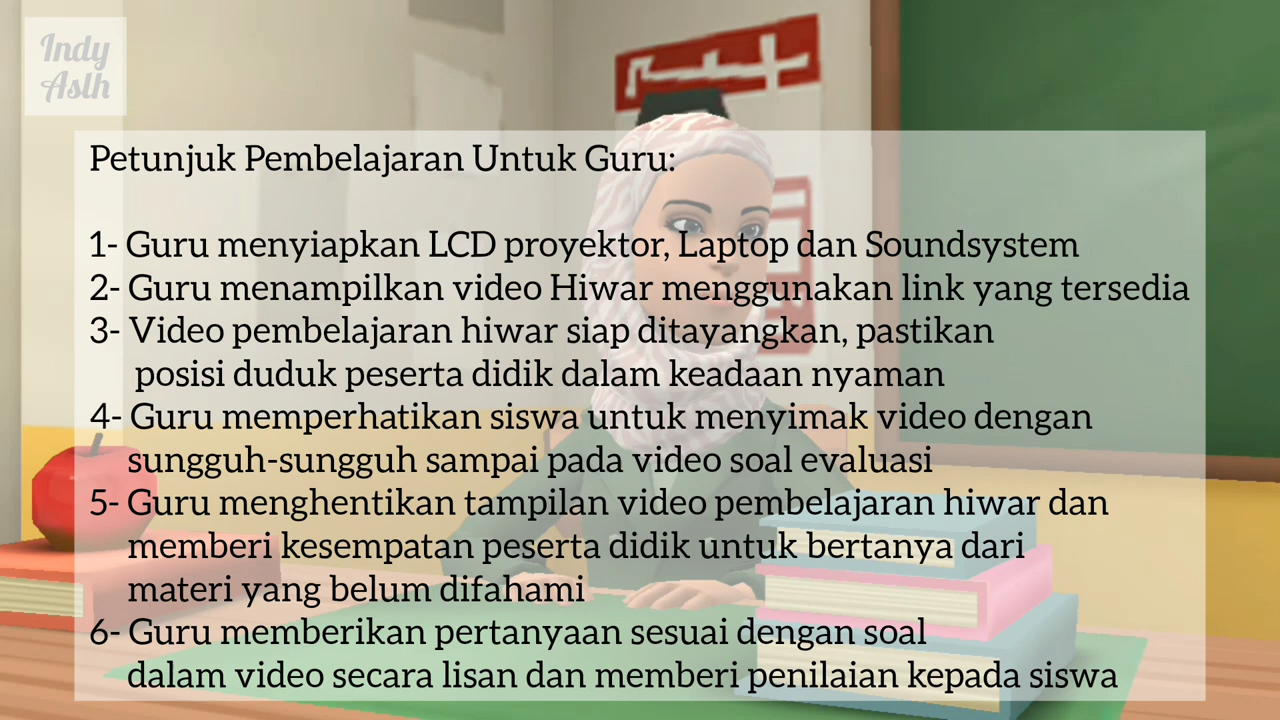 Indy
Aslh
Petunjuk Pembelajaran Untuk Guru:
1- Guru menyiapkan LCD proyektor, Laptop dan Soundsystem
2- Guru menampilkan video Hiwar menggunakan link yang tersedia
3- Video pembelajaran hiwar siap ditayangkan, pastikan
posisi duduk peserta didik dalam keadaan nyaman
4- Guru memperhatikan siswa untuk menyimak video dengan
sungguh-sungguh sampai pada video soal evaluasi
5- Guru menghentikan tampilan video pembelajaran hiwar dan
memberi kesempatan peserta didik untuk bertanya dari
materi yang belum difahami
6- Guru memberikan pertanyaan sesuai dengan soal
dalam video secara lisan dan memberi penilaian kepada siswa